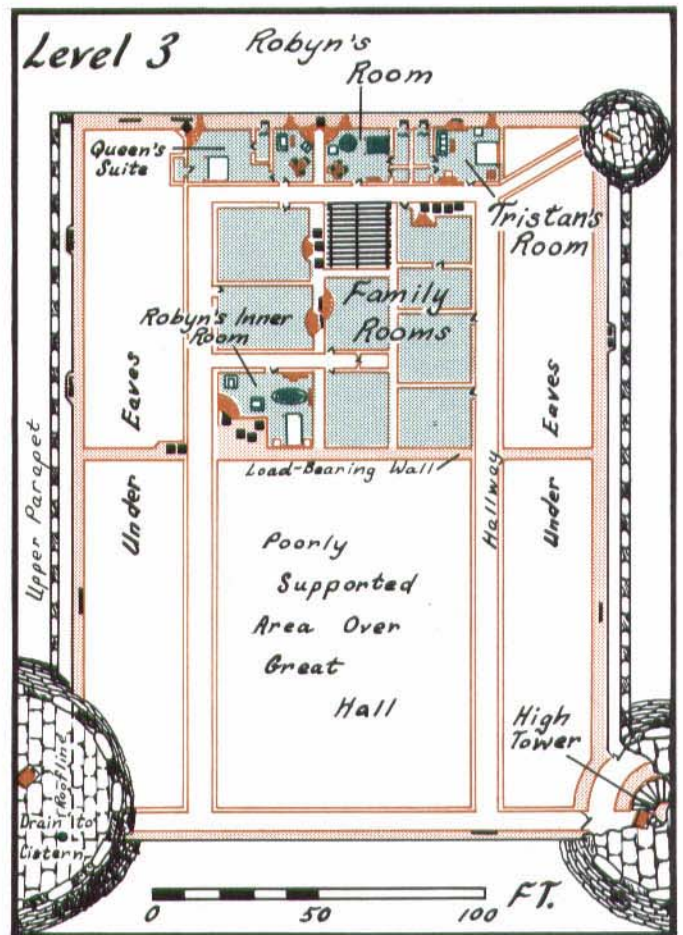 Level 3
Robyn's
Room
Queen's
Suite
Tristan's
Room
Family
Rooms
Robyn's Inner
Room
Eaves
Under
Eaves
Under
Upper Parapet
Load-Bearing Wall
Hallway
Poorly
Supported
Area Over
Great
Hall
High
Tower
Roofline
Drain to
Cistern
0 50 100 FT.